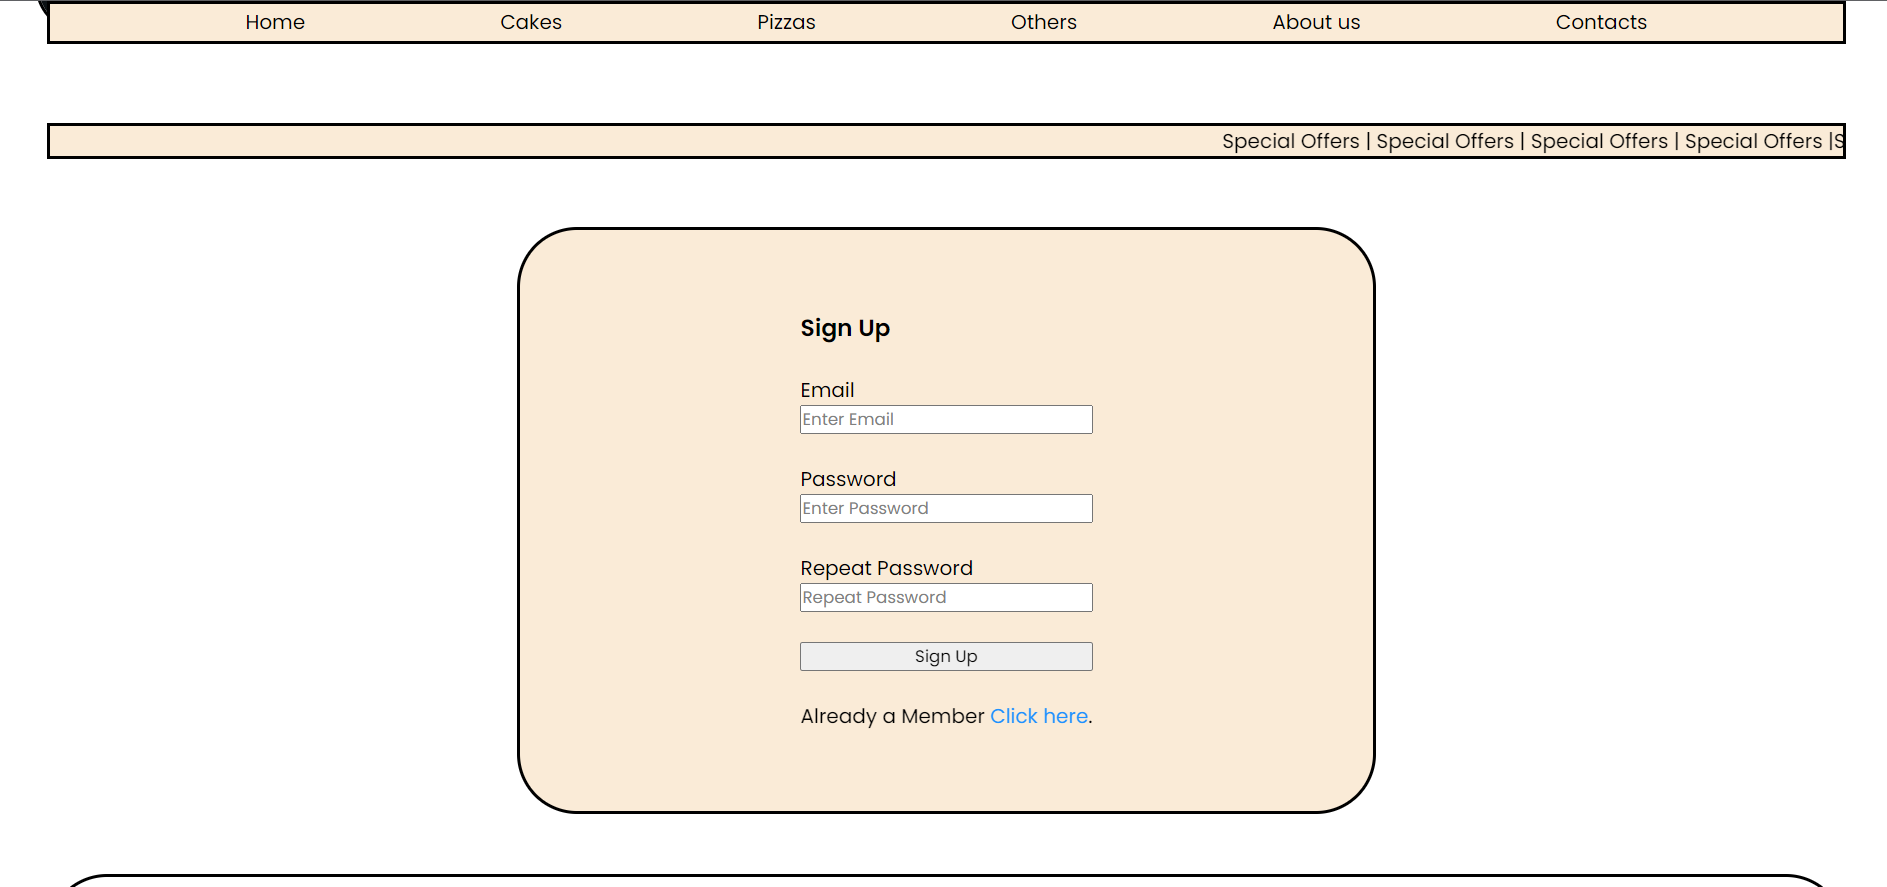 Home Cakes Pizzas Others About us Contacts
Special Offers | Special Offers | Special Offers | Special Offers |S
Sign Up
Email
Enter Email
Password
Enter Password
Repeat Password
Repeat Password
Sign Up
Already a Member Click here.